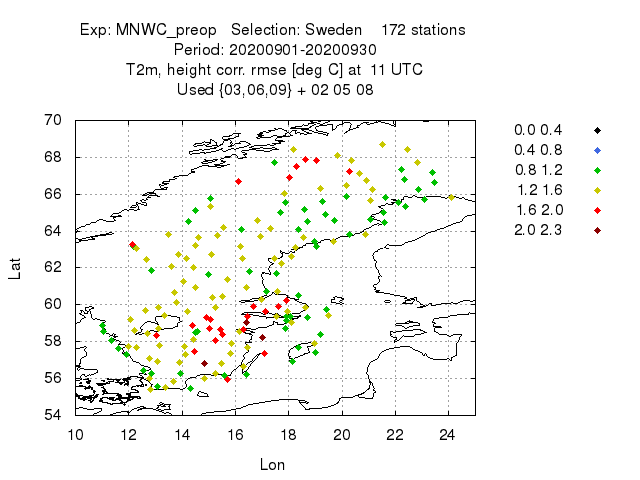 Exp: MNWC_preop   Selection: Sweden    172 stations
Period: 20200901-20200930
T2m, height corr. rmse [deg C] at  11 UTC
Used {03,06,09} + 02 05 08
70
68
66
64
62
60
58
56
54
10 12 14 16 18 20 22 24
Lat
Lon
0.0 0.4
0.4 0.8
0.8 1.2
1.2 1.6
1.6 2.0
2.0 2.3